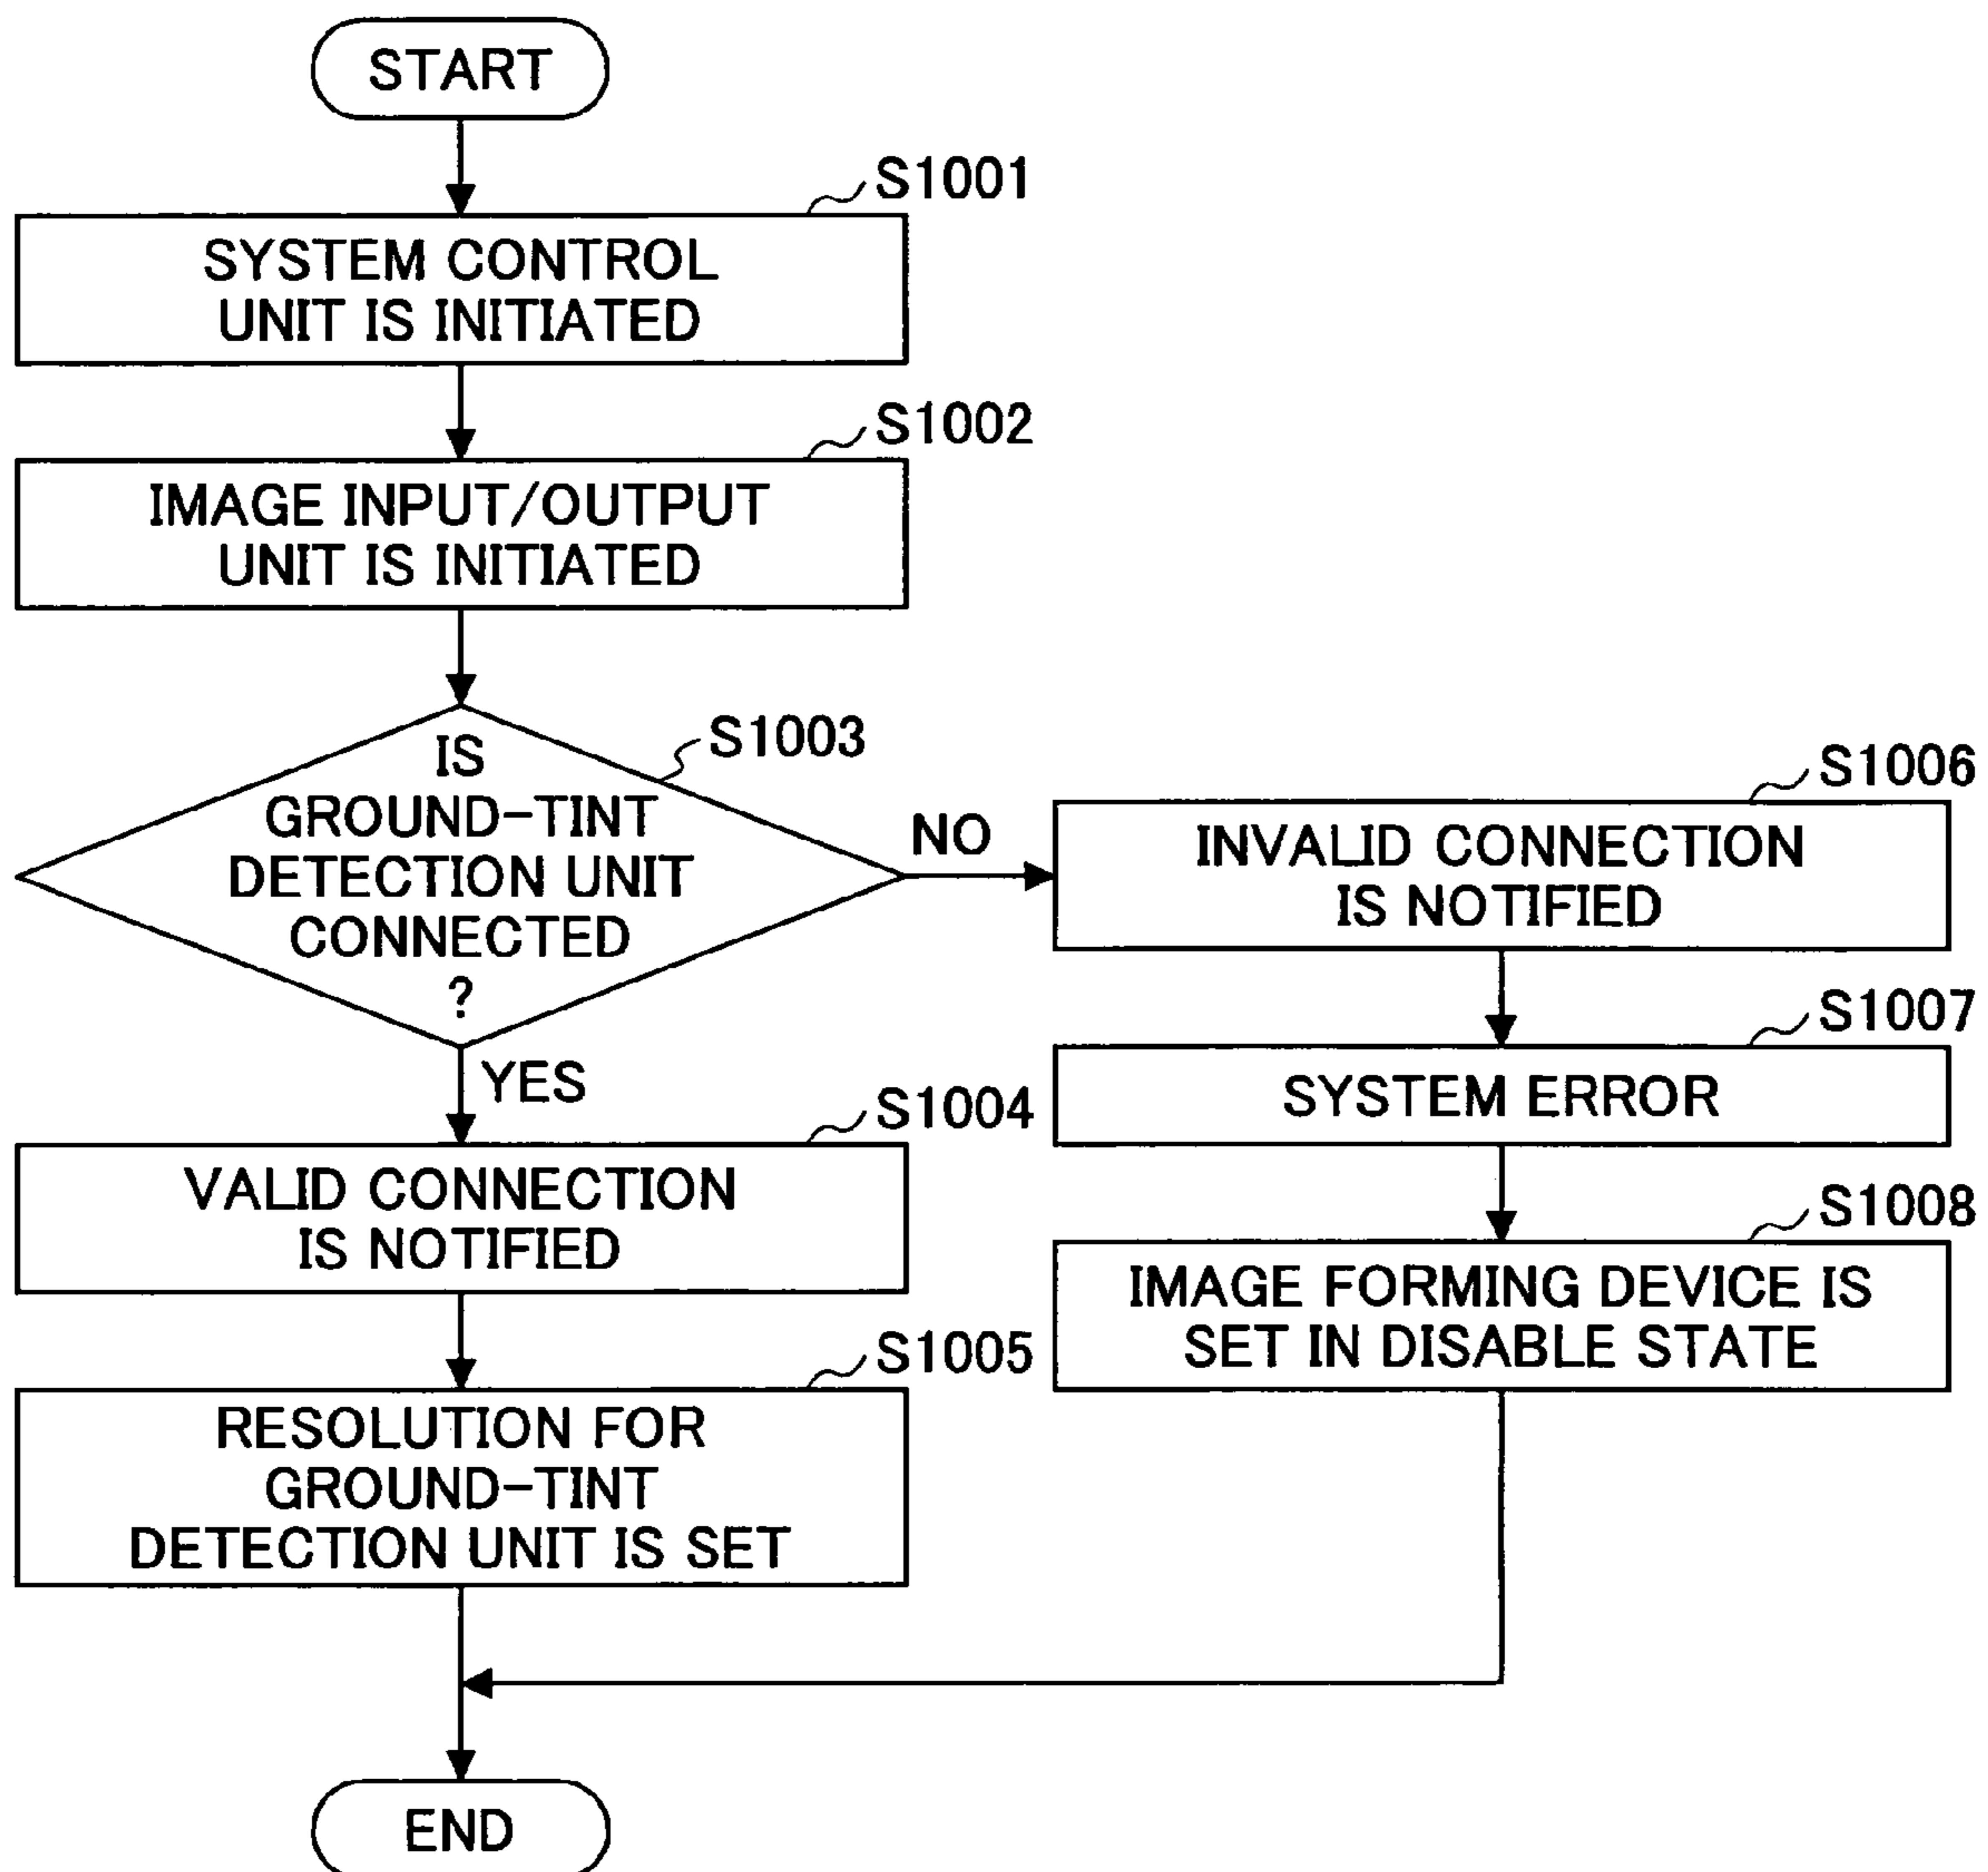 START
S1001
SYSTEM CONTROL
UNIT IS INITIATED
S1002
IMAGE INPUT/OUTPUT
UNIT IS INITIATED
S1003
IS
GROUND-TINT
DETECTION UNIT
CONNECTED
?
NO
YES
S1004
VALID CONNECTION
IS NOTIFIED
S1005
RESOLUTION FOR
GROUND-TINT
DETECTION UNIT IS SET
S1006
INVALID CONNECTION
IS NOTIFIED
S1007
SYSTEM ERROR
S1008
IMAGE FORMING DEVICE IS
SET IN DISABLE STATE
END